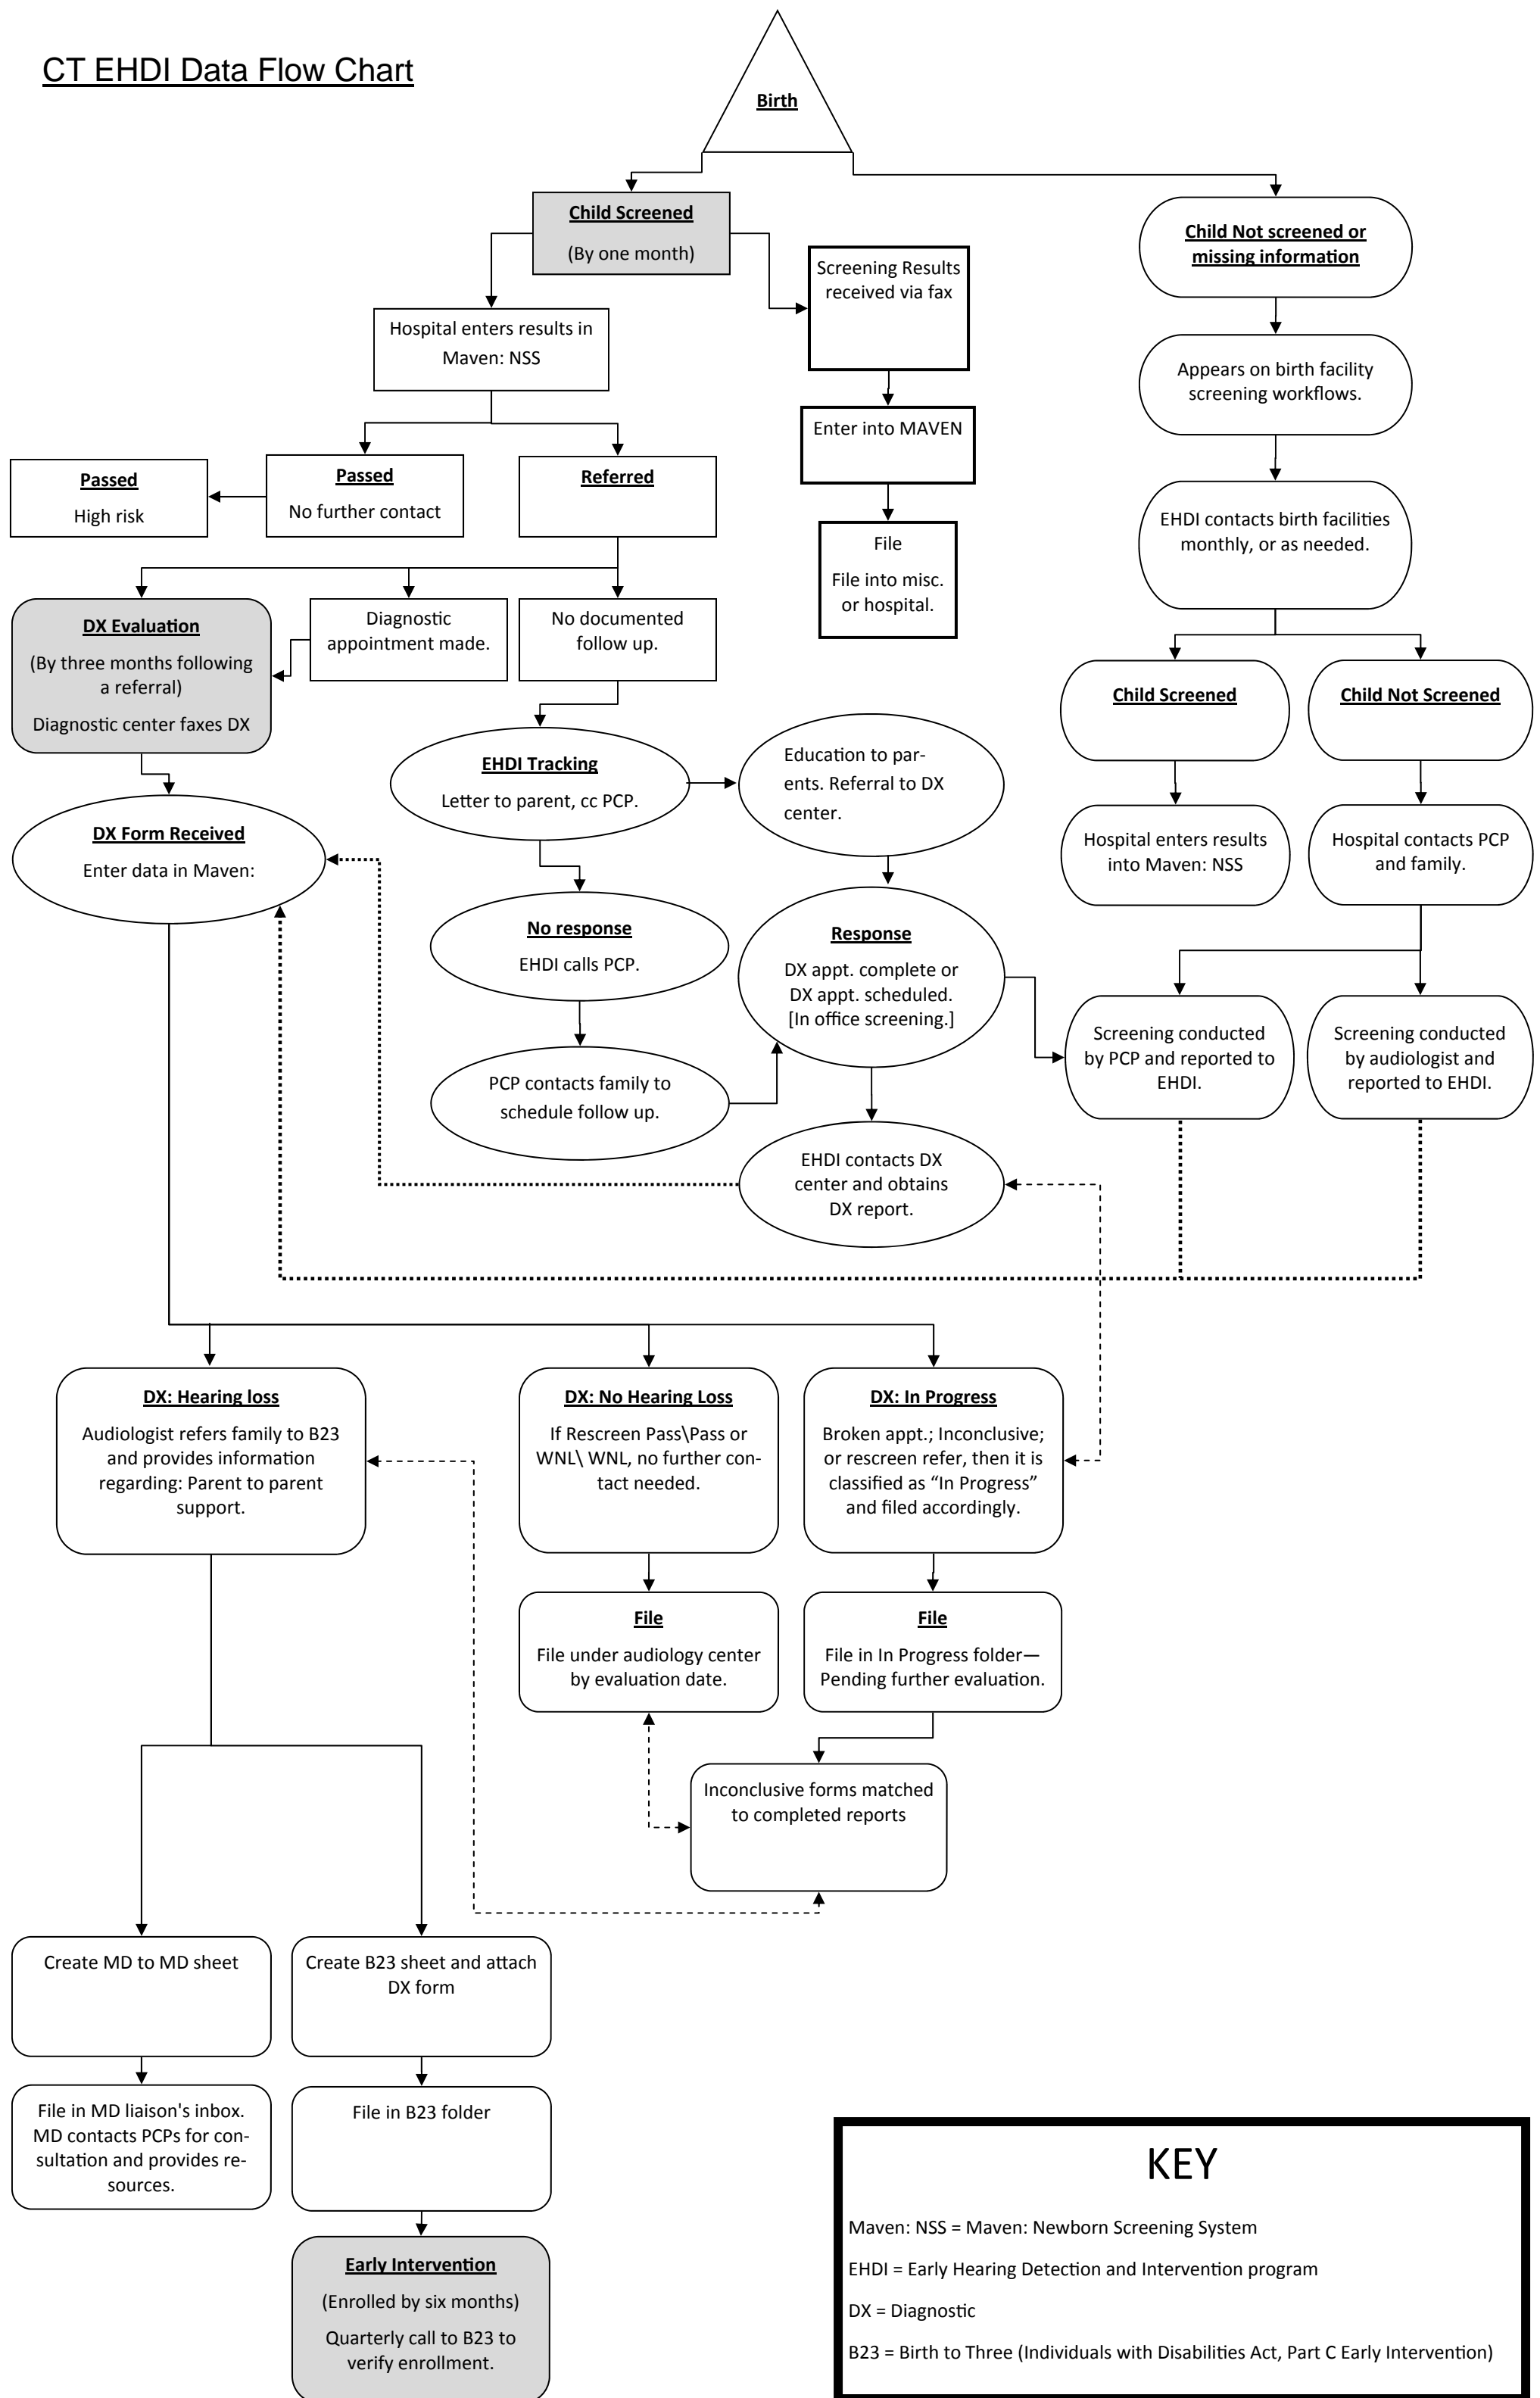 CT EHDI Data Flow Chart
Birth
Child Screened
(By one month)
Child Not screened or
missing information
Screening Results
received via fax
Hospital enters results in
Maven: NSS
Appears on birth facility
screening workflows.
Enter into MAVEN
Passed
High risk
Passed
No further contact
Referred
EHDI contacts birth facilities
monthly, or as needed.
File
File into misc.
or hospital.
DX Evaluation
(By three months following
a referral)
Diagnostic center faxes DX
Diagnostic
appointment made.
No documented
follow up.
Child Screened
Child Not Screened
EHDI Tracking
Letter to parent, cc PCP.
Education to par-
ents. Referral to DX
center.
DX Form Received
Enter data in Maven:
Hospital enters results
into Maven: NSS
Hospital contacts PCP
and family.
No response
EHDI calls PCP.
Response
DX appt. complete or
DX appt. scheduled.
[In office screening.]
Screening conducted
by PCP and reported to
EHDI.
Screening conducted
by audiologist and
reported to EHDI.
PCP contacts family to
schedule follow up.
EHDI contacts DX
center and obtains
DX report.
DX: Hearing loss
Audiologist refers family to B23
and provides information
regarding: Parent to parent
support.
DX: No Hearing Loss
If Rescreen Pass\Pass or
WNL\ WNL, no further con-
tact needed.
DX: In Progress
Broken appt.; Inconclusive;
or rescreen refer, then it is
classified as “In Progress”
and filed accordingly.
File
File under audiology center
by evaluation date.
File
File in In Progress folder—
Pending further evaluation.
Inconclusive forms matched
to completed reports
Create MD to MD sheet
Create B23 sheet and attach
DX form
File in MD liaison's inbox.
MD contacts PCPs for con-
sultation and provides re-
sources.
File in B23 folder
Early Intervention
(Enrolled by six months)
Quarterly call to B23 to
verify enrollment.
KEY
Maven: NSS = Maven: Newborn Screening System
EHDI = Early Hearing Detection and Intervention program
DX = Diagnostic
B23 = Birth to Three (Individuals with Disabilities Act, Part C Early Intervention)